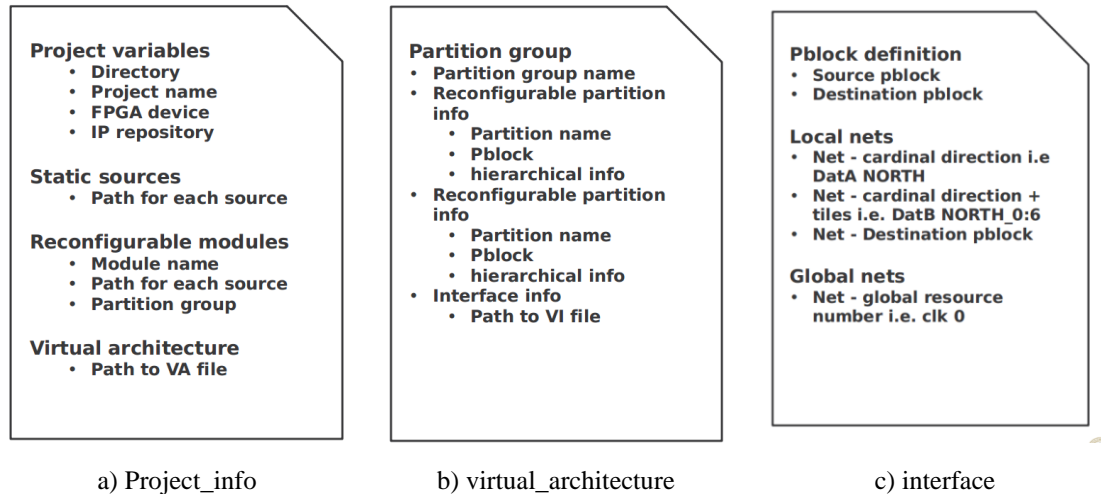 Project variables
• Directory
• Project name
• FPGA device
• IP repository
Static sources
• Path for each source
Reconfigurable modules
• Module name
• Path for each source
• Partition group
Virtual architecture
• Path to VA file
Partition group
• Partition group name
• Reconfigurable partition
info
• Partition name
• Pblock
• hierarchical info
• Reconfigurable partition
info
• Partition name
• Pblock
• hierarchical info
• Interface info
• Path to VI file
Pblock definition
• Source pblock
• Destination pblock
Local nets
• Net - cardinal direction i.e
DatA NORTH
• Net - cardinal direction +
tiles i.e. DatB NORTH_0:6
• Net - Destination pblock
Global nets
• Net - global resource
number i.e. clk 0
a) Project_info
b) virtual_architecture
c) interface